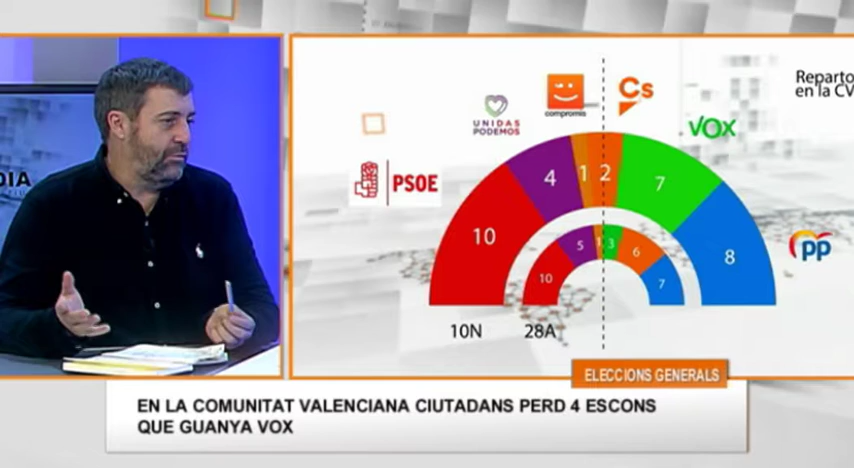 DIA
UNIDAS
PODEMOS
compromís
Cs
VOX
PSOE
PP
Reparto
en la CV
4
1
2
7
10
8
5
1
3
6
10
7
10N
28A
ELECCIONS GENERALS
EN LA COMUNITAT VALENCIANA CIUTADANS PERD 4 ESCONS
QUE GUANYA VOX